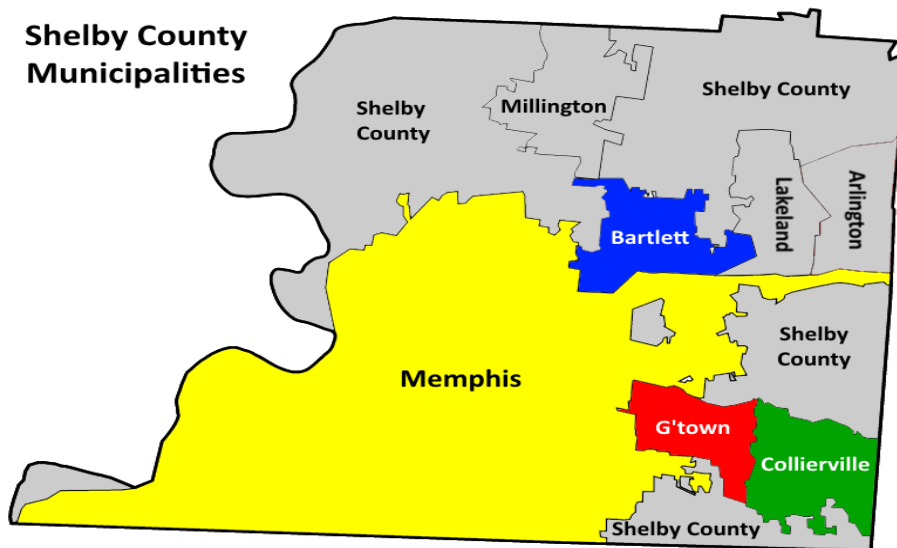 Shelby County
Municipalities
Shelby
County
Millington
Shelby County
Lakeland
Arlington
Bartlett
Shelby
County
Memphis
G'town
Collierville
Shelby County